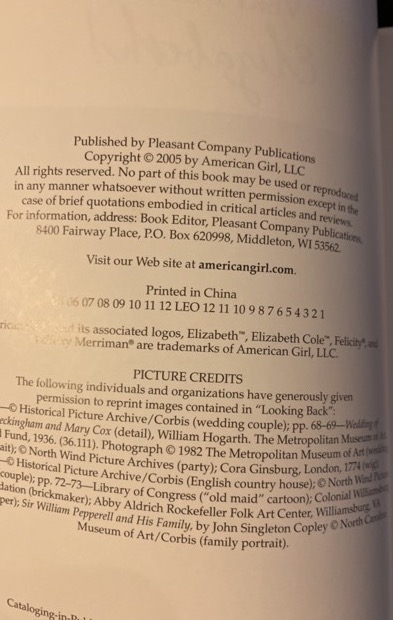 Elizabeth
Published by Pleasant Company Publications
Copyright © 2005 by American Girl, LLC
All rights reserved. No part of this book may be used or reproduced
in any manner whatsoever without written permission except in the
case of brief quotations embodied in critical articles and reviews.
For information, address: Book Editor, Pleasant Company Publications,
8400 Fairway Place, P.O. Box 620998, Middleton, WI 53562.
Visit our Web site at americangirl.com.
Printed in China
06 07 08 09 10 11 12 LEO 12 11 10 9 8 7 6 5 4 3 2 1
its associated logos, Elizabeth™, Elizabeth Cole™, Felicity®, and
Merriman® are trademarks of American Girl, LLC.
PICTURE CREDITS
The following individuals and organizations have generously given
permission to reprint images contained in "Looking Back":
—© Historical Picture Archive/Corbis (wedding couple); pp. 68–69—Wedding of
eckingham and Mary Cox (detail), William Hogarth. The Metropolitan Museum of
Fund, 1936. (36.111). Photograph © 1982 The Metropolitan Museum of Art
ait); © North Wind Picture Archives (party); Cora Ginsburg, London, 1774 (wig);
—© Historical Picture Archive/Corbis (English country house); © North Wind
couple); pp. 72–73—Library of Congress ("old maid" cartoon); Colonial Williamsburg
dation (brickmaker); Abby Aldrich Rockefeller Folk Art Center, Williamsburg, VA
per); Sir William Pepperell and His Family, by John Singleton Copley © North Carolina
Museum of Art/Corbis (family portrait).